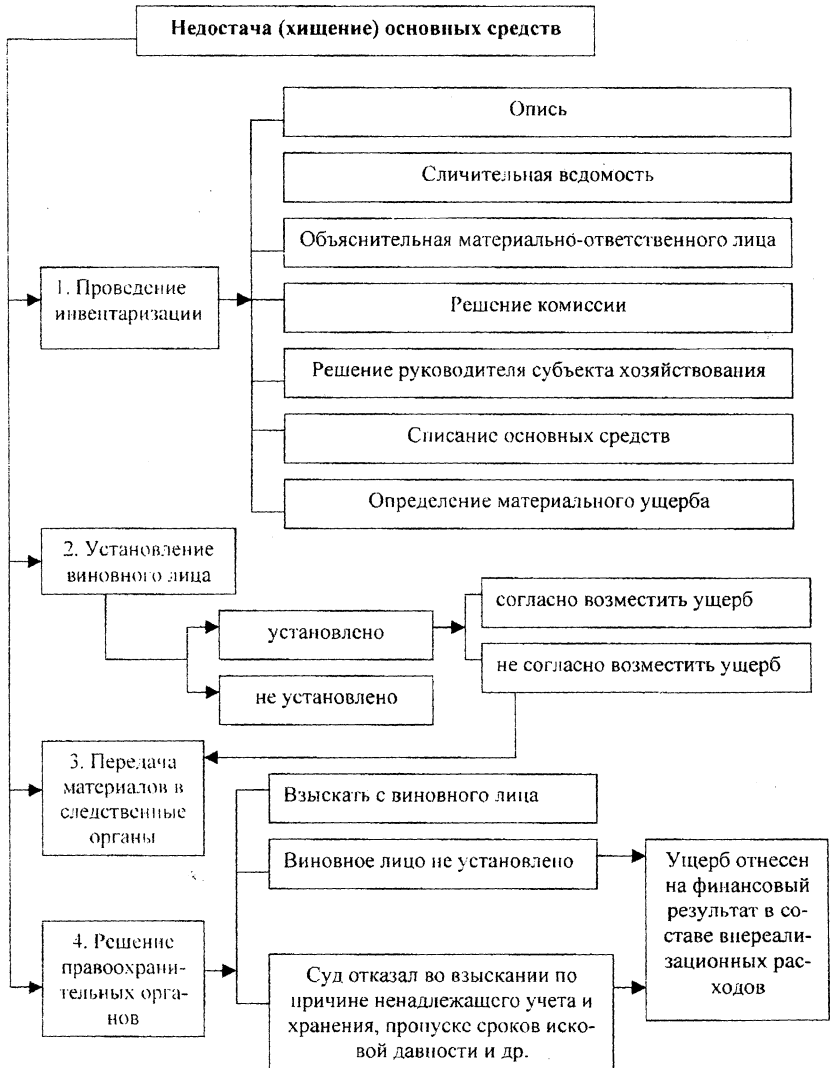 Недостача (хищение) основных средств
Опись
Сличительная ведомость
Объяснительная материально-ответственного лица
1. Проведение
инвентаризации
Решение комиссии
Решение руководителя субъекта хозяйствования
Списание основных средств
Определение материального ущерба
2. Установление
виновного лица
установлено
не установлено
согласно возместить ущерб
не согласно возместить ущерб
3. Передача
материалов в
следственные
органы
Взыскать с виновного лица
Виновное лицо не установлено
Ущерб отнесен
на финансовый
результат в со-
ставе внереали-
зационных рас-
ходов
4. Решение
правоохрани-
тельных орга-
нов
Суд отказал во взыскании по
причине ненадлежащего учета и
хранения, пропуске сроков иско-
вой давности и др.